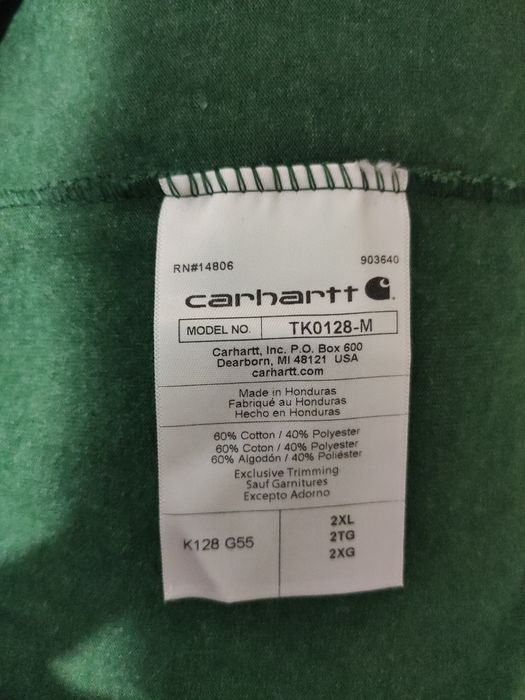 RN#14806 903640
carhartt
MODEL NO. TK0128-M
Carhartt, Inc. P.O. Box 600
Dearborn, MI 48121 USA
carhartt.com
Made in Honduras
Fabriqué au Honduras
Hecho en Honduras
60% Cotton / 40% Polyester
60% Coton / 40% Polyester
60% Algodón / 40% Poliéster
Exclusive Trimming
Sauf Garnitures
Excepto Adorno
K128 G55
2XL
2TG
2XG